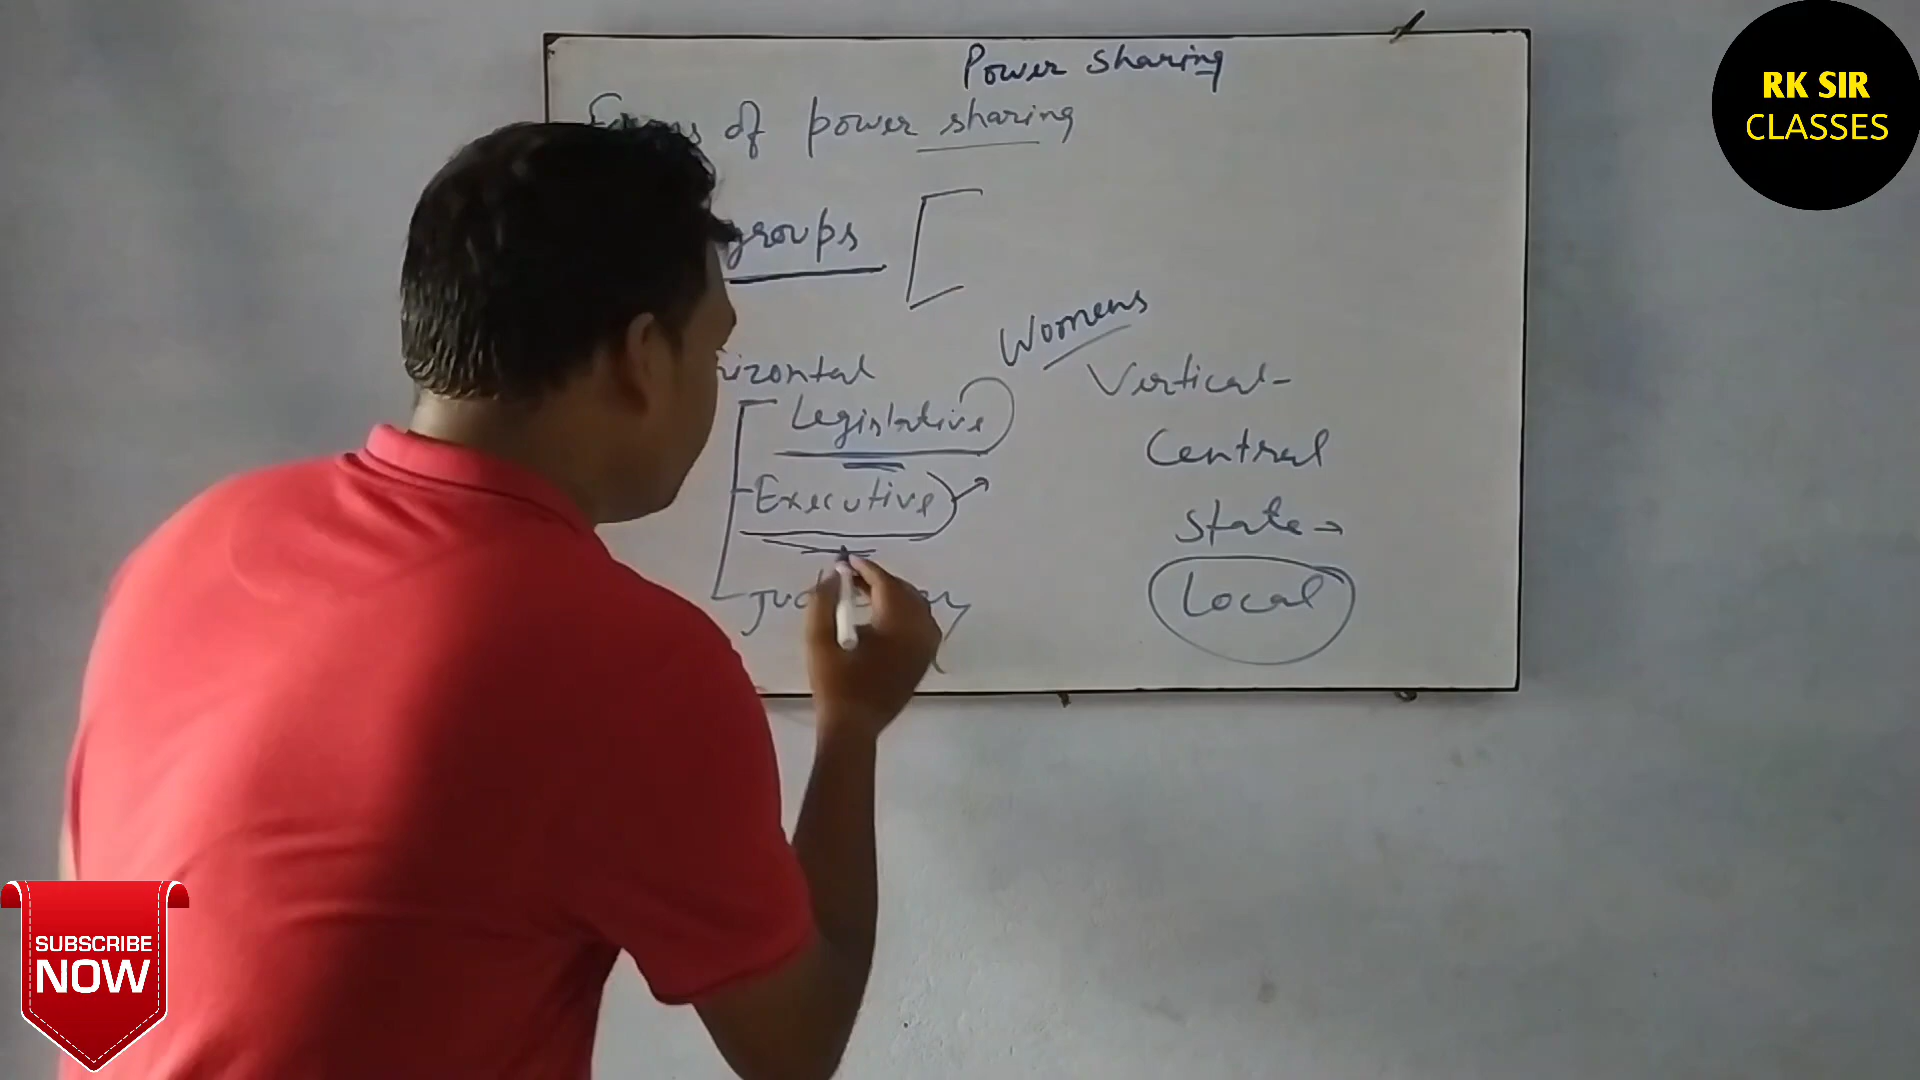 Power Sharing
Forms of power sharing
groups
Womens
rizontal
Vertical-
Legislative
Central
Executive
State
Local
RK SIR
CLASSES
SUBSCRIBE
NOW